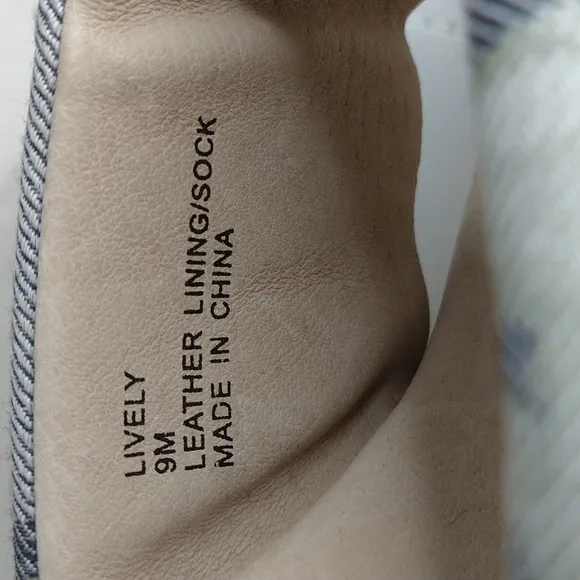 LIVELY
9M
LEATHER LINING/SOCK
MADE IN CHINA